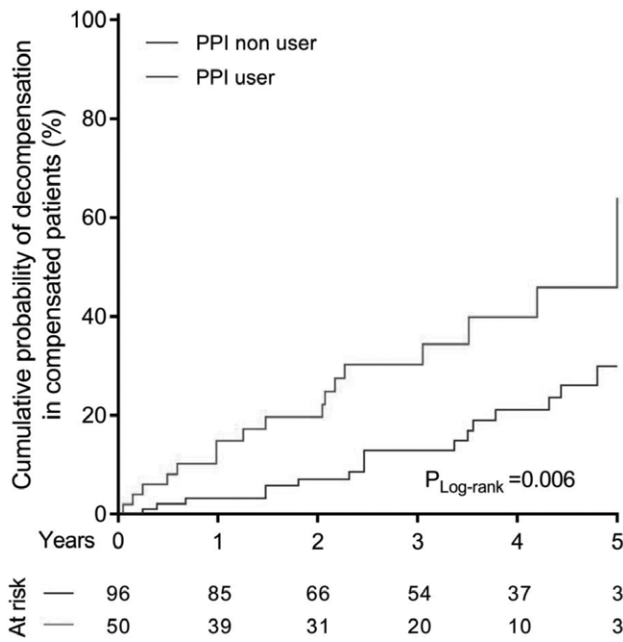 Cumulative probability of decompensation
in compensated patients (%)
100
80
60
40
20
0
PPI non user
PPI user
PLog-rank =0.006
Years 0 1 2 3 4 5
At risk
96 85 66 54 37 3
50 39 31 20 10 3